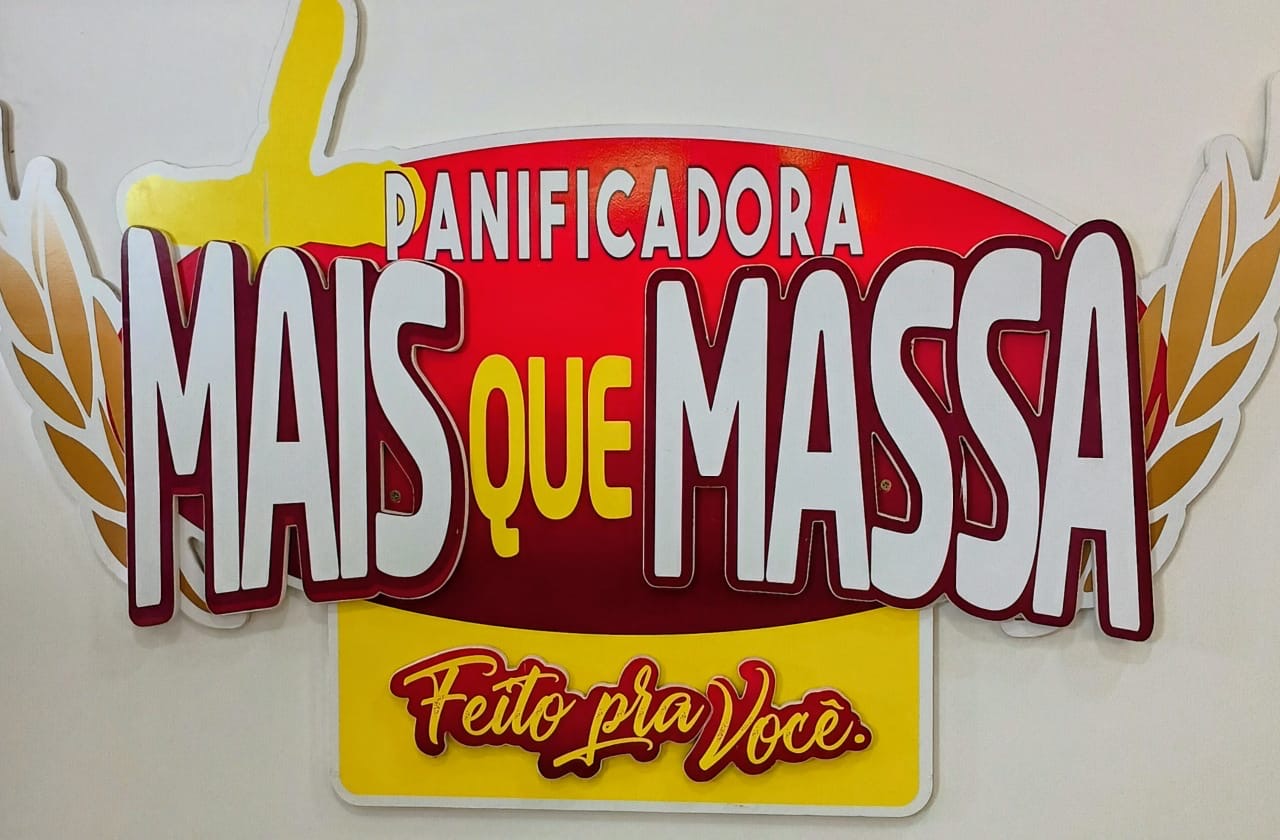 PANIFICADORA
MAIS QUE MASSA
Feito pra Você.